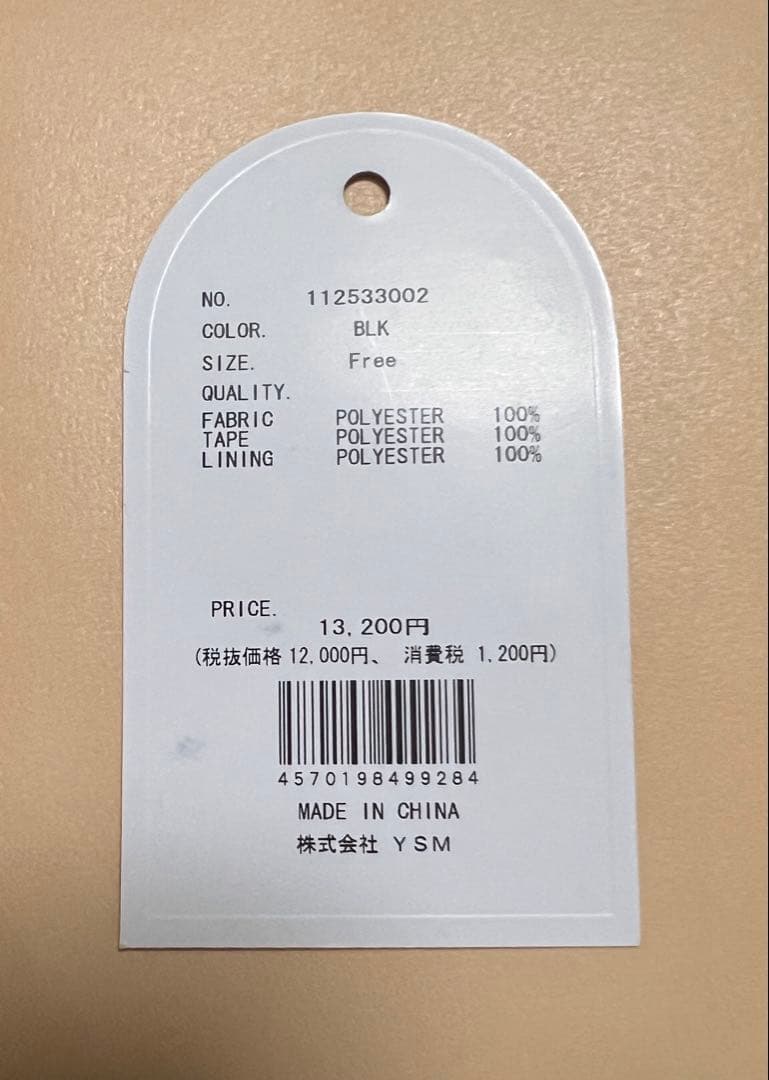 NO. 112533002
COLOR. BLK
SIZE. Free
QUALITY.
FABRIC POLYESTER 100%
TAPE POLYESTER 100%
LINING POLYESTER 100%
PRICE.
13,200円
(税抜価格 12,000円、 消費税 1,200円)
4570198499284
MADE IN CHINA
株式会社 YSM